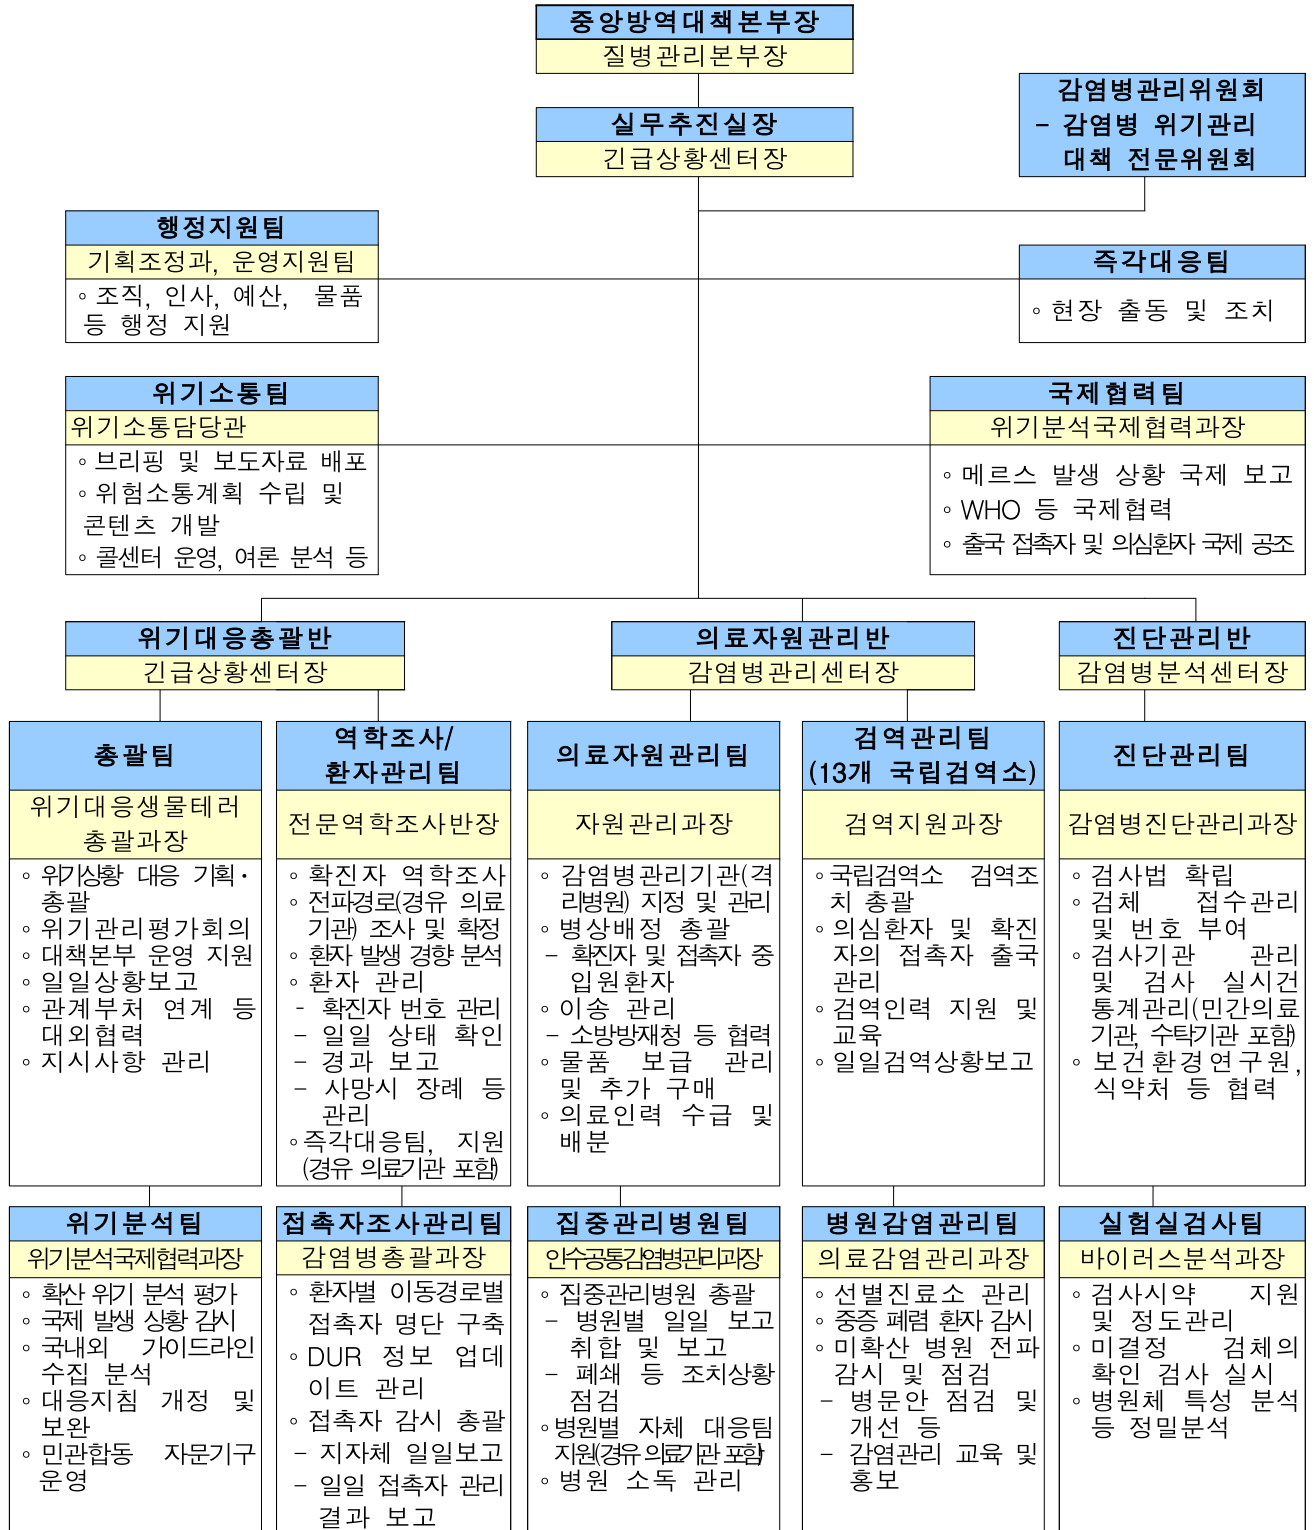 중앙방역대책본부장
질병관리본부장
실무추진실장
긴급상황센터장
감염병관리위원회
- 감염병 위기관리
대책 전문위원회
행정지원팀
기획조정과, 운영지원팀
◦조직, 인사, 예산, 물품
등 행정 지원
즉각대응팀
◦현장 출동 및 조치
위기소통팀
위기소통담당관
◦브리핑 및 보도자료 배포
◦위험소통계획 수립 및
콘텐츠 개발
◦콜센터 운영, 여론 분석 등
국제협력팀
위기분석국제협력과장
◦메르스 발생 상황 국제 보고
◦WHO 등 국제협력
◦출국 접촉자 및 의심환자 국제 공조
위기대응총괄반
긴급상황센터장
의료자원관리반
감염병관리센터장
진단관리반
감염병분석센터장
총괄팀
위기대응생물테러
총괄과장
◦위기상황 대응 기획·
총괄
◦위기관리평가회의
◦대책본부 운영 지원
◦일일상황보고
◦관계부처 연계 등
대외협력
◦지시사항 관리
역학조사/
환자관리팀
전문역학조사반장
◦확진자 역학조사
◦전파경로(경유 의료
기관) 조사 및 확정
◦환자 발생 경향 분석
◦환자 관리
- 확진자 번호 관리
- 일일 상태 확인
- 경과 보고
- 사망시 장례 등
관리
◦즉각대응팀, 지원
(경유 의료기관 포함)
의료자원관리팀
자원관리과장
◦감염병관리기관(격
리병원) 지정 및 관리
◦병상배정 총괄
- 확진자 및 접촉자 중
입원환자
◦이송 관리
- 소방방재청 등 협력
◦물품 보급 관리
및 추가 구매
◦의료인력 수급 및
배분
검역관리팀
(13개 국립검역소)
검역지원과장
◦국립검역소 검역조
치 총괄
◦의심환자 및 확진
자의 접촉자 출국
관리
◦검역인력 지원 및
교육
◦일일검역상황보고
진단관리팀
감염병진단관리과장
◦검사법 확립
◦검체 접수관리
및 번호 부여
◦검사기관 관리
및 검사 실시건
통계관리(민간의료
기관, 수탁기관 포함)
◦보건환경연구원,
식약처 등 협력
위기분석팀
위기분석국제협력과장
◦확산 위기 분석 평가
◦국제 발생 상황 감시
◦국내외 가이드라인
수집 분석
◦대응지침 개정 및
보완
◦민관합동 자문기구
운영
접촉자조사관리팀
감염병총괄과장
◦환자별 이동경로별
접촉자 명단 구축
◦DUR 정보 업데
이트 관리
◦접촉자 감시 총괄
- 지자체 일일보고
- 일일 접촉자 관리
결과 보고
집중관리병원팀
인수공통감염병관리과장
◦집중관리병원 총괄
- 병원별 일일 보고
취합 및 보고
- 폐쇄 등 조치상황
점검
◦병원별 자체 대응팀
지원(경유 의료기관 포함)
◦병원 소독 관리
병원감염관리팀
의료감염관리과장
◦선별진료소 관리
◦중증 폐렴 환자 감시
◦미확산 병원 전파
감시 및 점검
- 병문안 점검 및
개선 등
- 감염관리 교육 및
홍보
실험실검사팀
바이러스분석과장
◦검사시약 지원
및 정도관리
◦미결정 검체의
확인 검사 실시
◦병원체 특성 분석
등 정밀분석